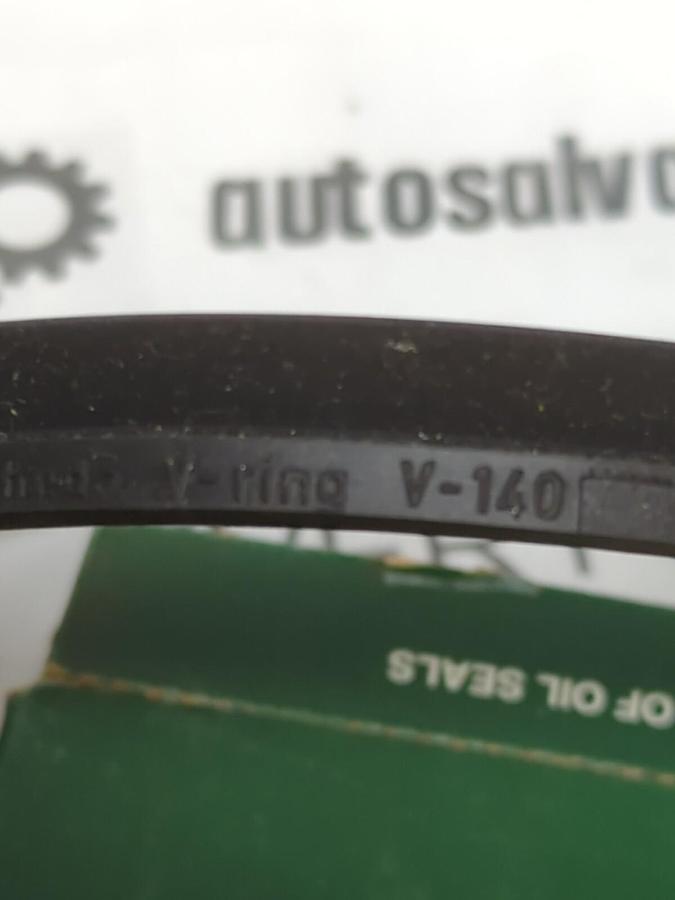 autosalv
V-ring V-140
OF OIL SEALS